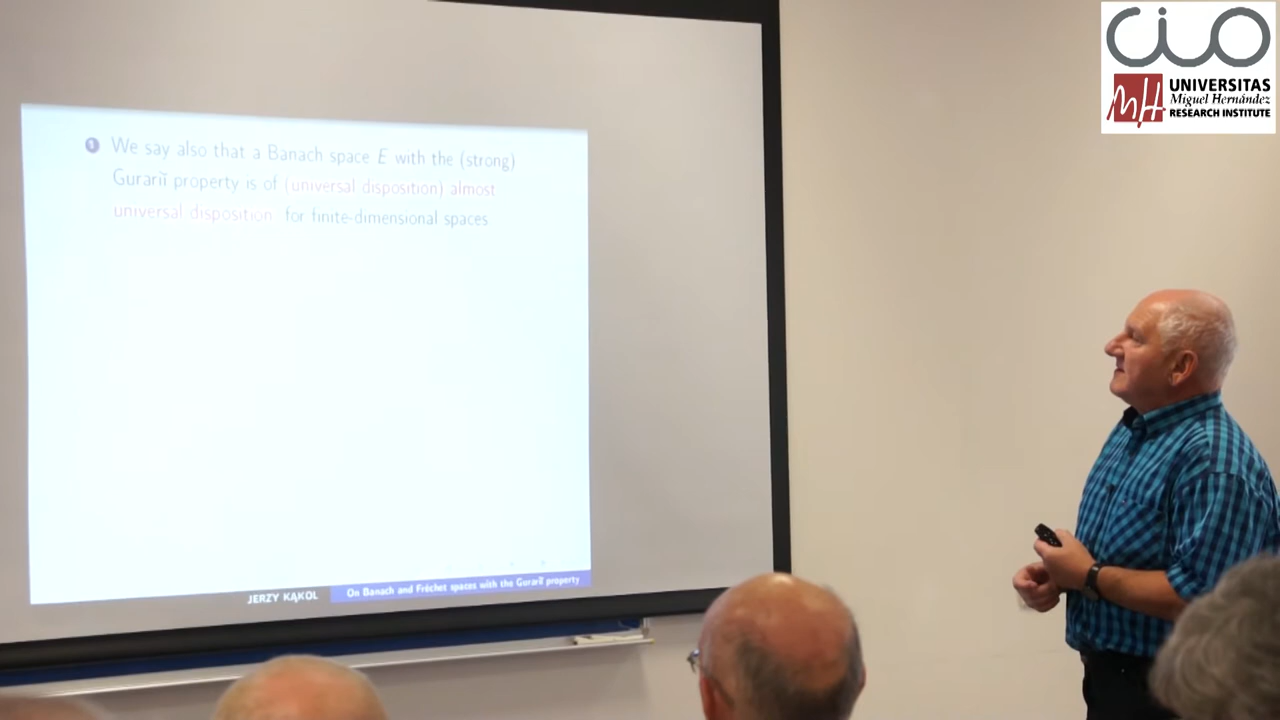 We say also that a Banach space E with the (strong)
Gurariĭ property is of (universal disposition) almost
universal disposition for finite-dimensional spaces
JERZY KĄKOL
On Banach and Fréchet spaces with the Gurariĭ property
CIO
MH
UNIVERSITAS
Miguel Hernández
RESEARCH INSTITUTE